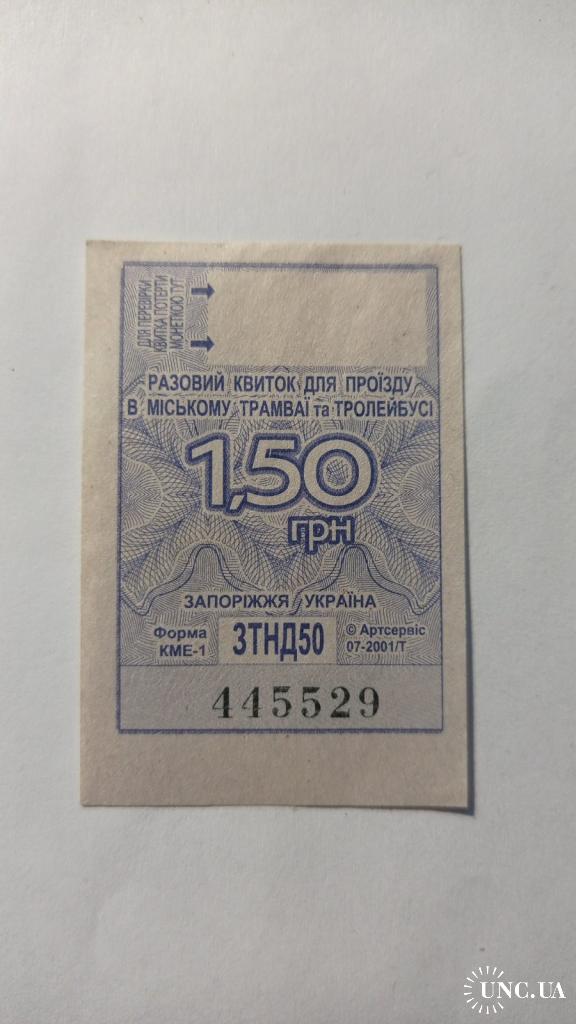 ДЛЯ ПЕРЕВІРКИ
КВИТКА ПОТЕРТИ
МОНЕТКОЮ ТУТ
РАЗОВИЙ КВИТОК ДЛЯ ПРОЇЗДУ
В МІСЬКОМУ ТРАМВАЇ та ТРОЛЕЙБУСІ
1,50
грн
ЗАПОРІЖЖЯ УКРАЇНА
Форма
КМЕ-1
ЗТНД50
© Артсервіс
07-2001/Т
445529
UNC.UA